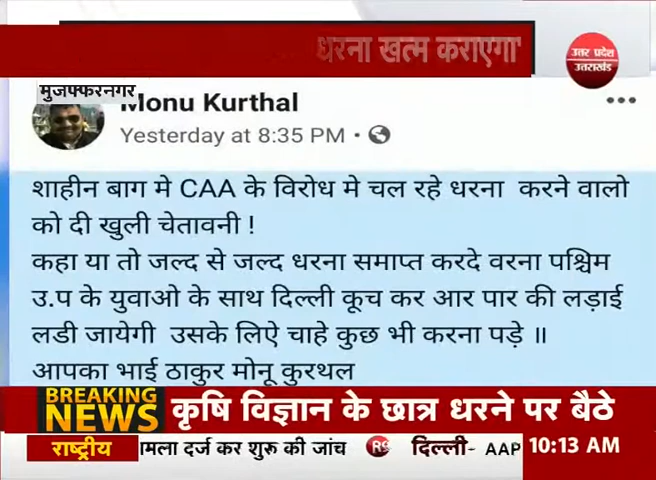 धरना खत्म कराएगा'
उत्तर प्रदेश
उत्तराखंड
मुजफ्फरनगर
Monu Kurthal
Yesterday at 8:35 PM
शाहीन बाग मे CAA के विरोध मे चल रहे धरना करने वालो
को दी खुली चेतावनी !
कहा या तो जल्द से जल्द धरना समाप्त करदे वरना पश्चिम
उ.प के युवाओ के साथ दिल्ली कूच कर आर पार की लड़ाई
लडी जायेगी उसके लिऐ चाहे कुछ भी करना पड़े ॥
आपका भाई ठाकुर मोनू कुरथल
BREAKING
NEWS
कृषि विज्ञान के छात्र धरने पर बैठे
राष्ट्रीय
ामला दर्ज कर शुरू की जांच
दिल्ली- AAP
10:13 AM